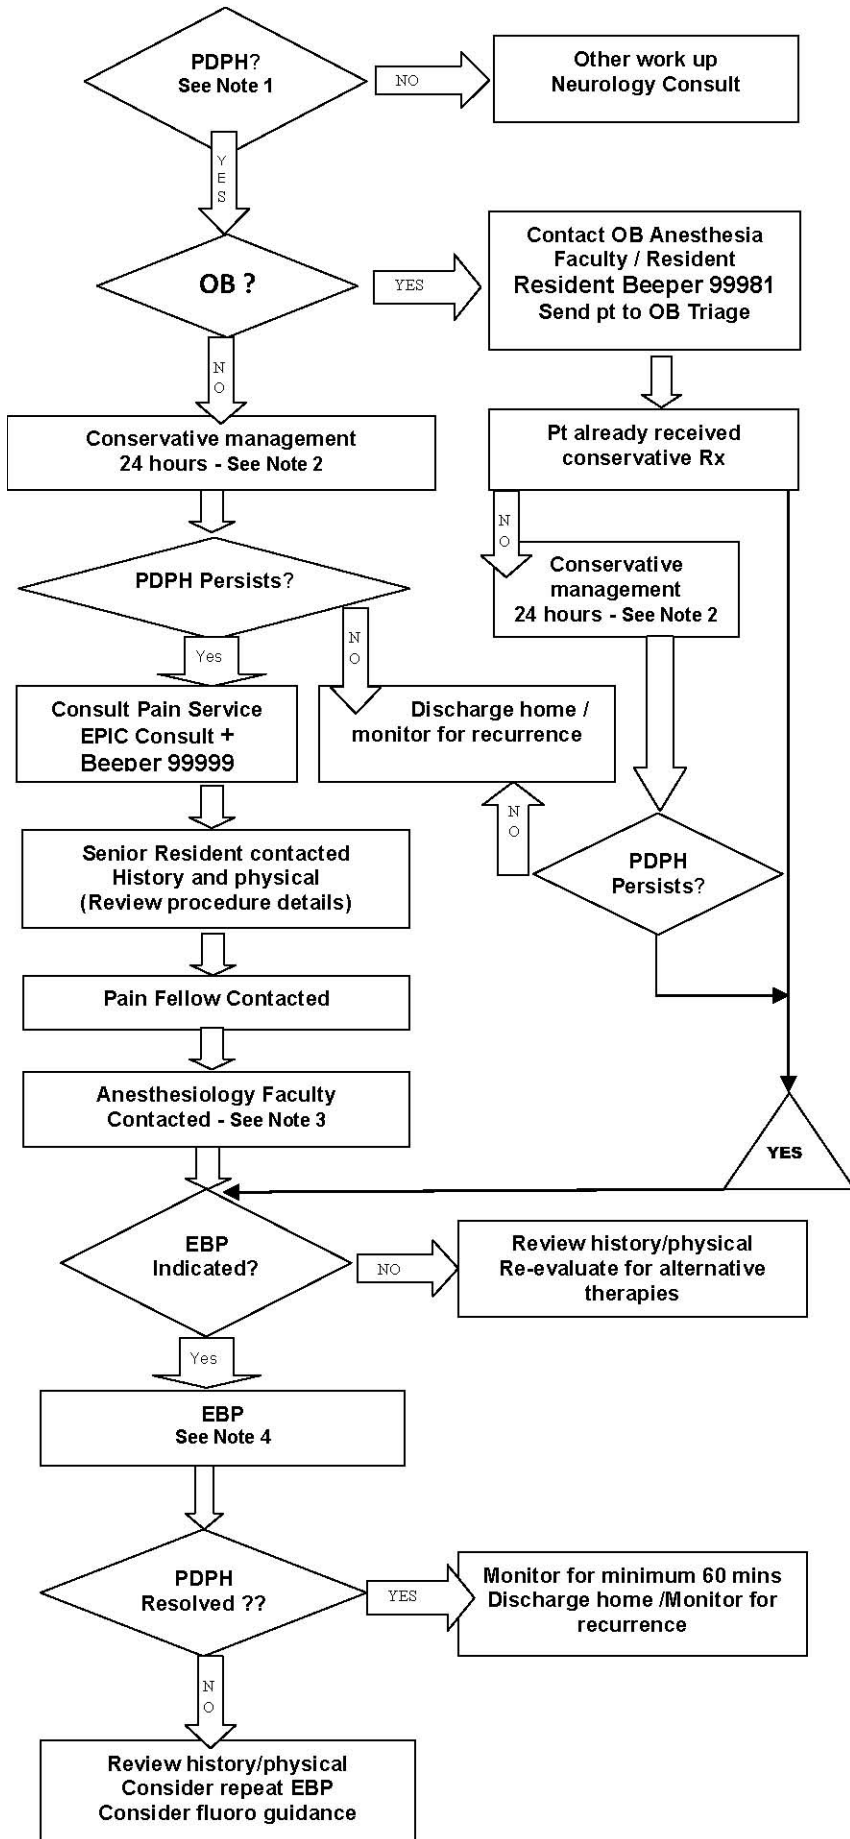 PDPH?
See Note 1
NO
Other work up
Neurology Consult
YES
OB ?
YES
Contact OB Anesthesia
Faculty / Resident
Resident Beeper 99981
Send pt to OB Triage
NO
Conservative management
24 hours - See Note 2
Pt already received
conservative Rx
NO
Conservative
management
24 hours - See Note 2
PDPH Persists?
Yes
NO
Consult Pain Service
EPIC Consult +
Beeper 99999
Discharge home /
monitor for recurrence
NO
PDPH
Persists?
Senior Resident contacted
History and physical
(Review procedure details)
Pain Fellow Contacted
Anesthesiology Faculty
Contacted - See Note 3
YES
EBP
Indicated?
NO
Review history/physical
Re-evaluate for alternative
therapies
Yes
EBP
See Note 4
PDPH
Resolved ??
YES
Monitor for minimum 60 mins
Discharge home /Monitor for
recurrence
NO
Review history/physical
Consider repeat EBP
Consider fluoro guidance